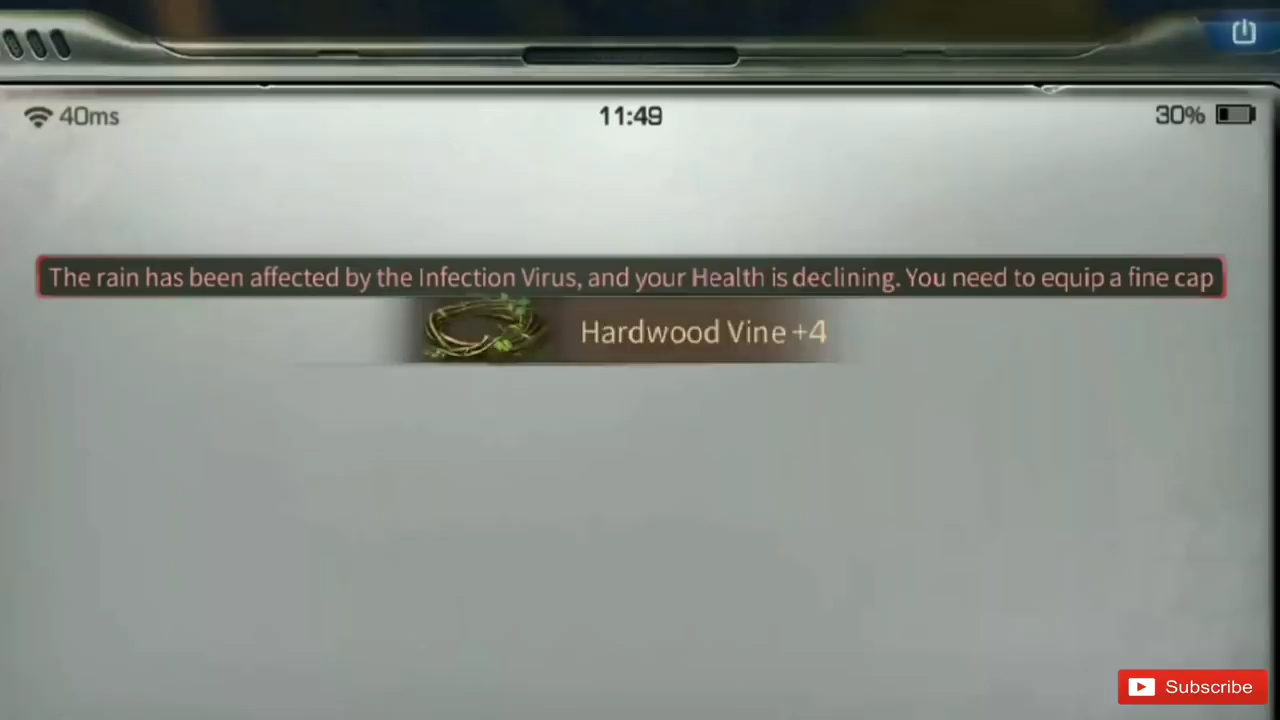 40ms
11:49
30%
The rain has been affected by the Infection Virus, and your Health is declining. You need to equip a fine cap
Hardwood Vine +4
Subscribe